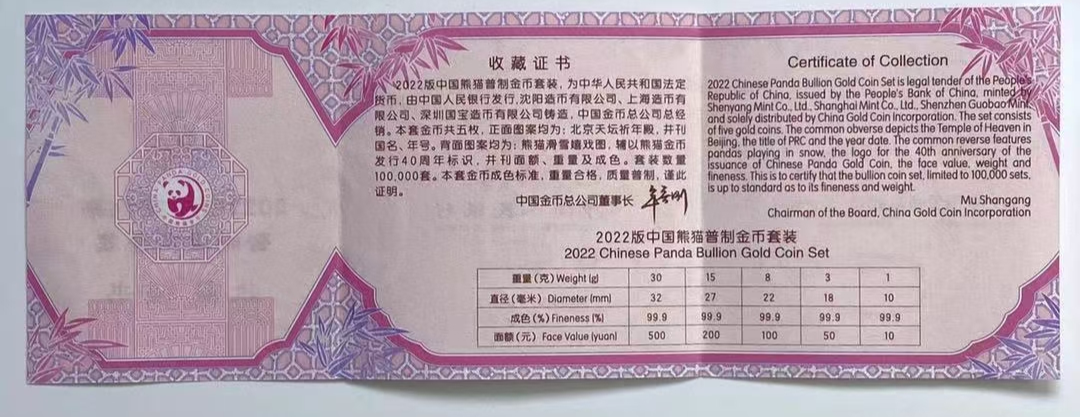 收藏证书
2022版中国熊猫普制金币套装，为中华人民共和国法定
货币，由中国人民银行发行，沈阳造币有限公司、上海造币有
限公司、深圳国宝造币有限公司铸造，中国金币总公司总经
销。本套金币共五枚，正面图案均为：北京天坛祈年殿，并刊
国名、年号。背面图案均为：熊猫滑雪嬉戏图，辅以熊猫金币
发行40周年标识，并刊面额、重量及成色。套装数量
100,000套。本套金币成色标准，重量合格，质量普制，谨此
证明。
中国金币总公司董事长
Certificate of Collection
2022 Chinese Panda Bullion Gold Coin Set is legal tender of the People's
Republic of China, issued by the People's Bank of China, minted by
Shenyang Mint Co., Ltd., Shanghai Mint Co., Ltd., Shenzhen Guobao Mint,
and solely distributed by China Gold Coin Incorporation. The set consists
of five gold coins. The common obverse depicts the Temple of Heaven in
Beijing, the title of PRC and the year date. The common reverse features
pandas playing in snow, the logo for the 40th anniversary of the
issuance of Chinese Panda Gold Coin, the face value, weight and
fineness. This is to certify that the bullion coin set, limited to 100,000 sets,
is up to standard as to its fineness and weight.
Mu Shangang
Chairman of the Board, China Gold Coin Incorporation
2022版中国熊猫普制金币套装
2022 Chinese Panda Bullion Gold Coin Set
重量（克）Weight (g) 30 15 8 3 1
直径（毫米）Diameter (mm) 32 27 22 18 10
成色（%）Fineness (%) 99.9 99.9 99.9 99.9 99.9
面额（元）Face Value (yuan) 500 200 100 50 10